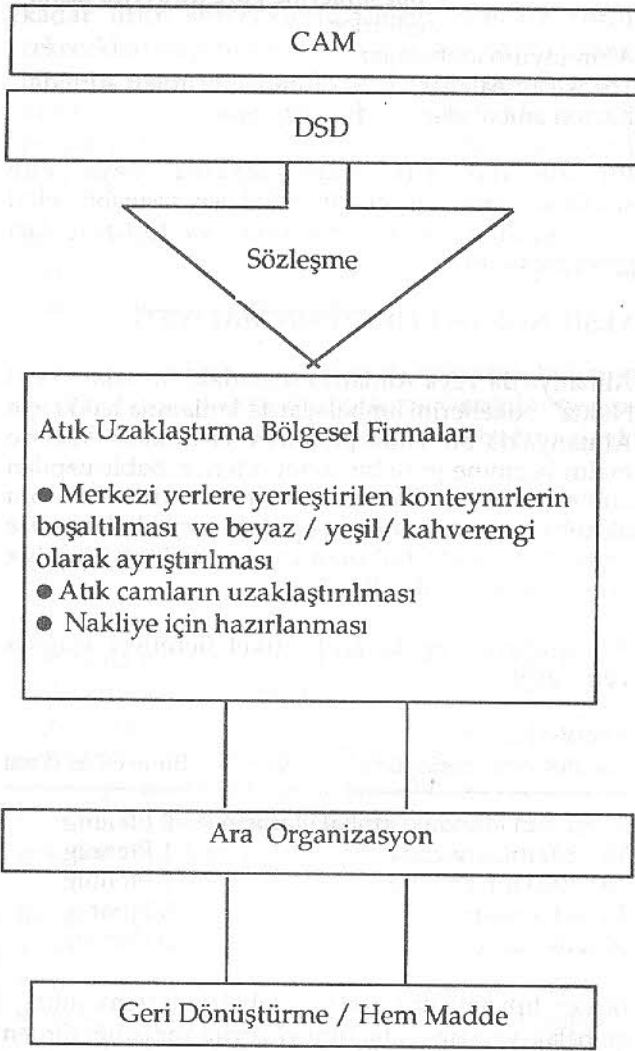 CAM
DSD
Sözleşme
Atık Uzaklaştırma Bölgesel Firmaları
● Merkezi yerlere yerleştirilen konteynırlerin
boşaltılması ve beyaz / yeşil / kahverengi
olarak ayrıştırılması
● Atık camların uzaklaştırılması
● Nakliye için hazırlanması
Ara Organizasyon
Geri Dönüştürme / Hem Madde